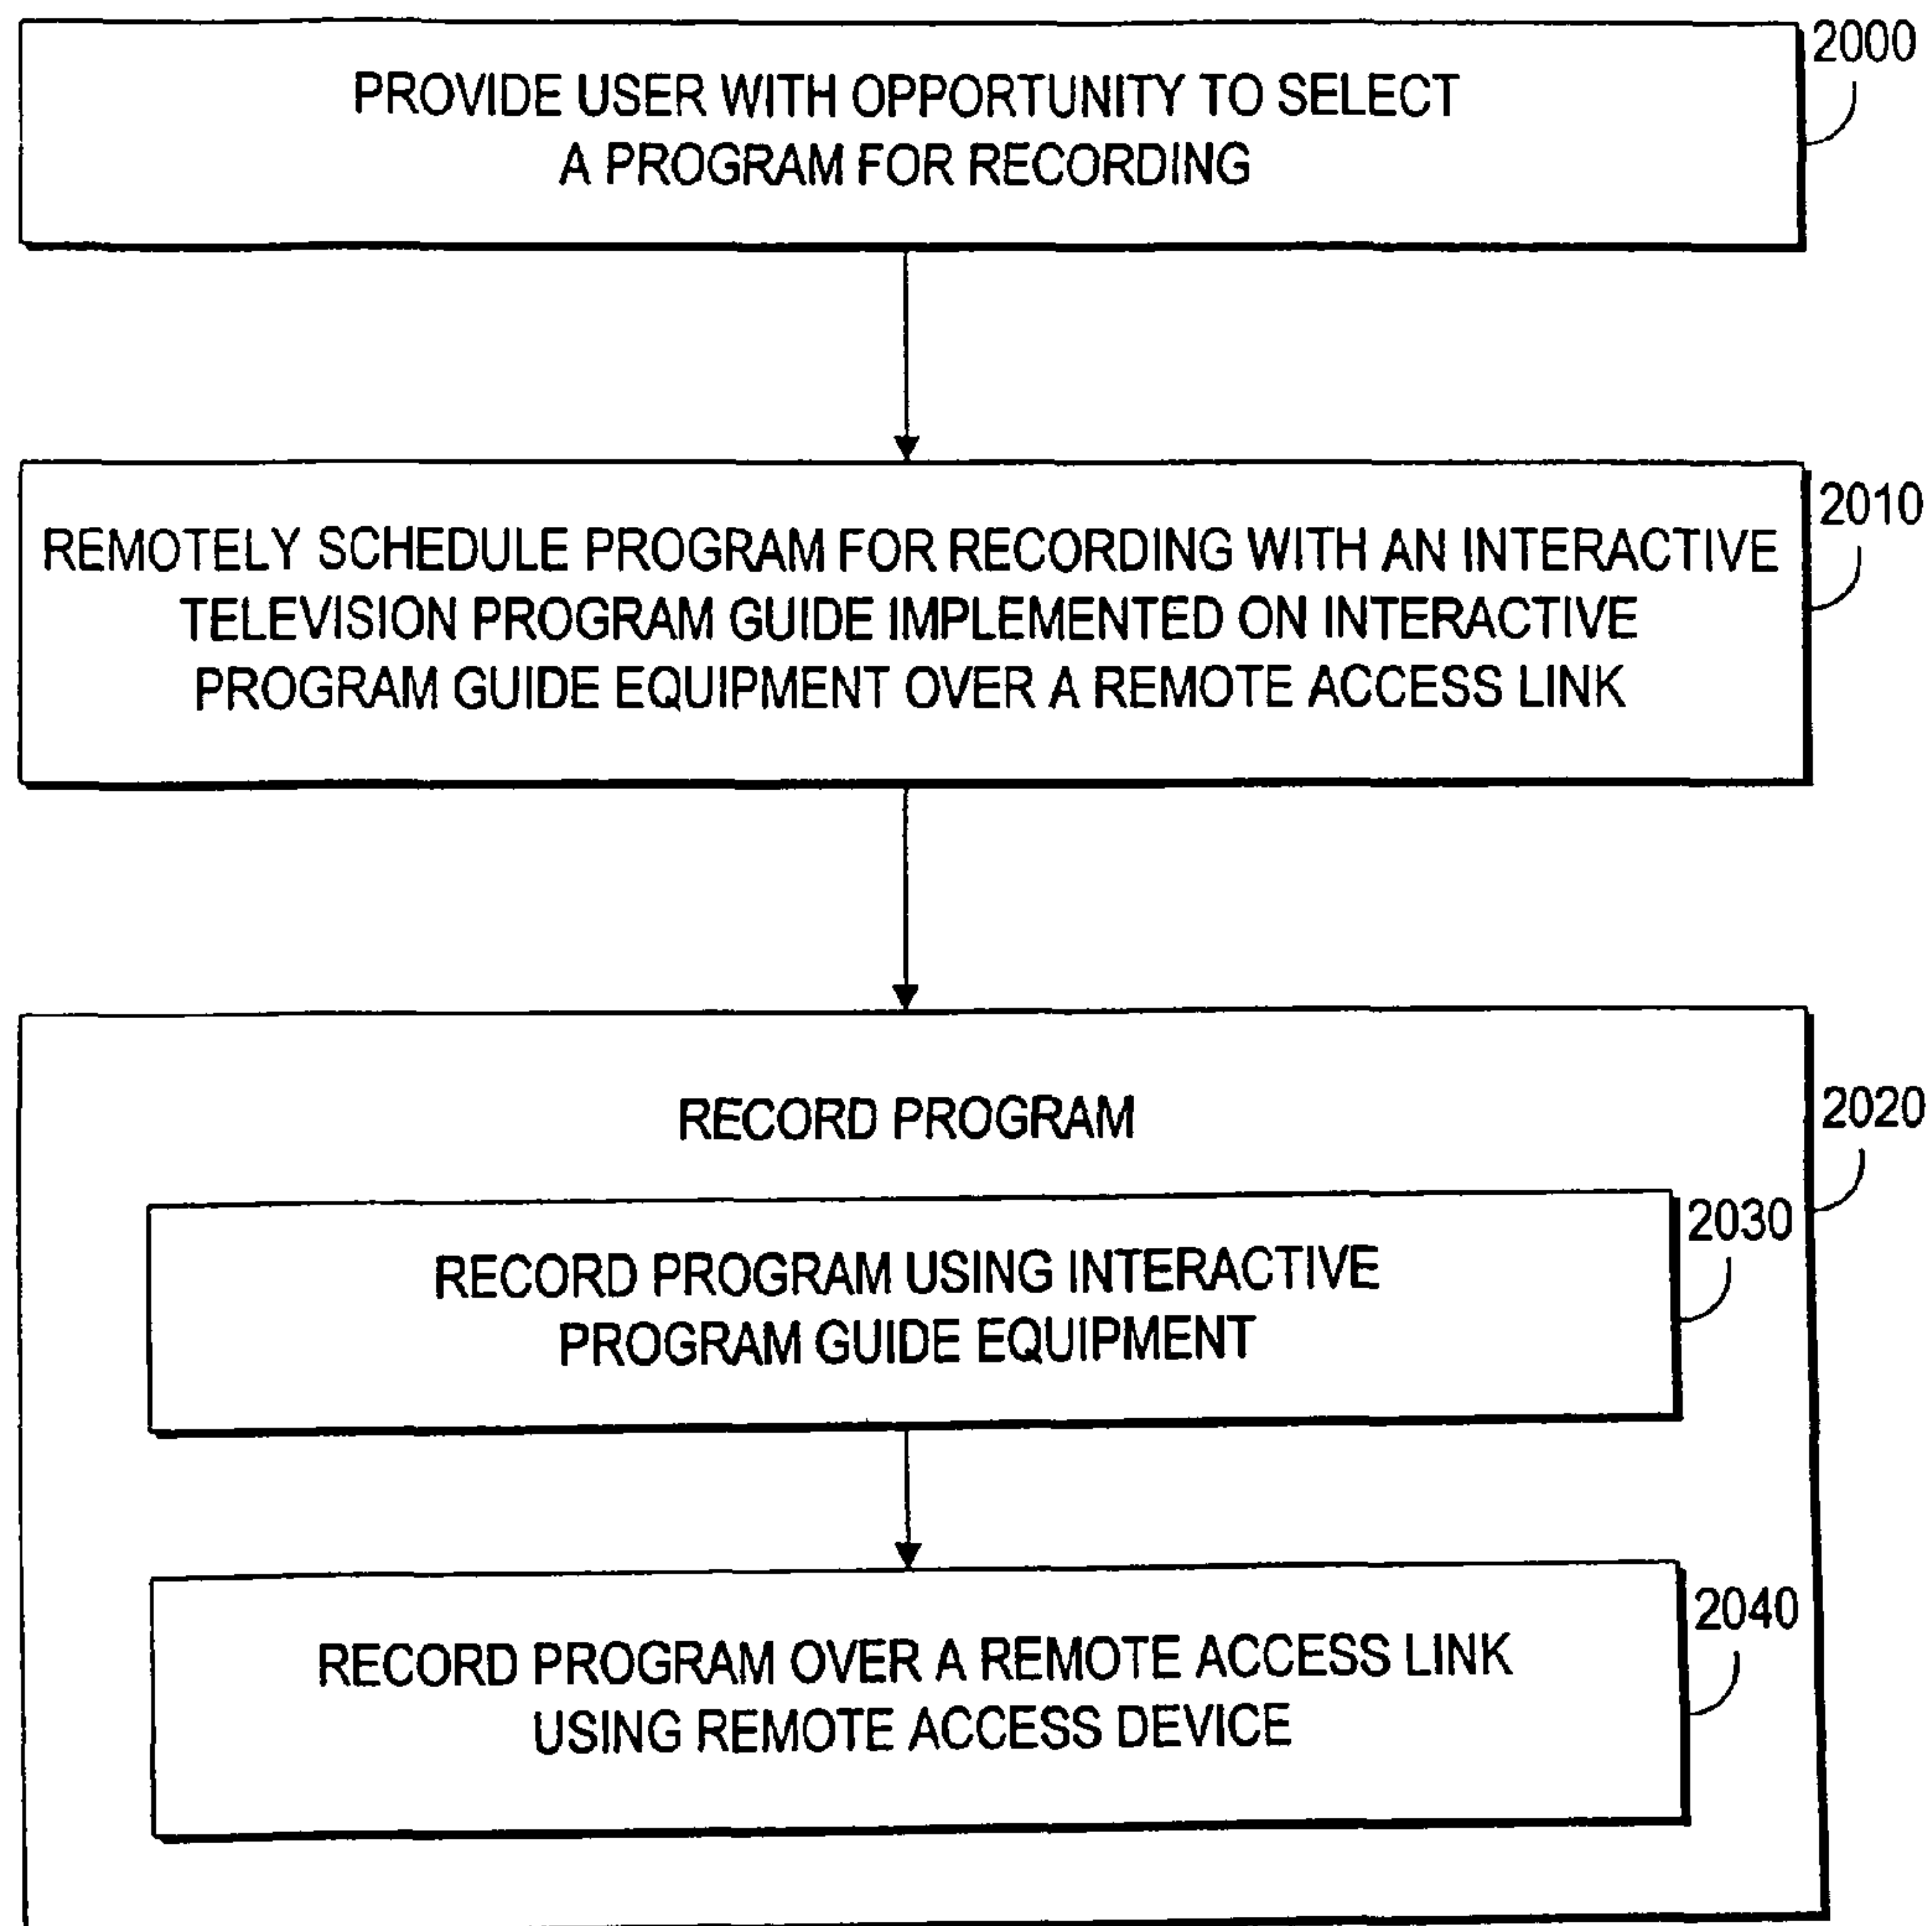 2000
PROVIDE USER WITH OPPORTUNITY TO SELECT
A PROGRAM FOR RECORDING
2010
REMOTELY SCHEDULE PROGRAM FOR RECORDING WITH AN INTERACTIVE
TELEVISION PROGRAM GUIDE IMPLEMENTED ON INTERACTIVE
PROGRAM GUIDE EQUIPMENT OVER A REMOTE ACCESS LINK
2020
RECORD PROGRAM
2030
RECORD PROGRAM USING INTERACTIVE
PROGRAM GUIDE EQUIPMENT
2040
RECORD PROGRAM OVER A REMOTE ACCESS LINK
USING REMOTE ACCESS DEVICE